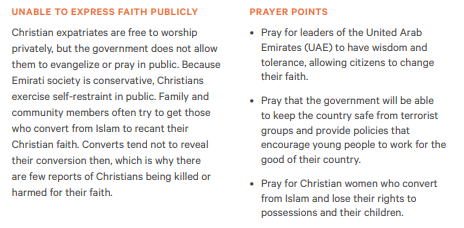 UNABLE TO EXPRESS FAITH PUBLICLY
Christian expatriates are free to worship
privately, but the government does not allow
them to evangelize or pray in public. Because
Emirati society is conservative, Christians
exercise self-restraint in public. Family and
community members often try to get those
who convert from Islam to recant their
Christian faith. Converts tend not to reveal
their conversion then, which is why there
are few reports of Christians being killed or
harmed for their faith.
PRAYER POINTS
• Pray for leaders of the United Arab
Emirates (UAE) to have wisdom and
tolerance, allowing citizens to change
their faith.
• Pray that the government will be able
to keep the country safe from terrorist
groups and provide policies that
encourage young people to work for the
good of their country.
• Pray for Christian women who convert
from Islam and lose their rights to
possessions and their children.